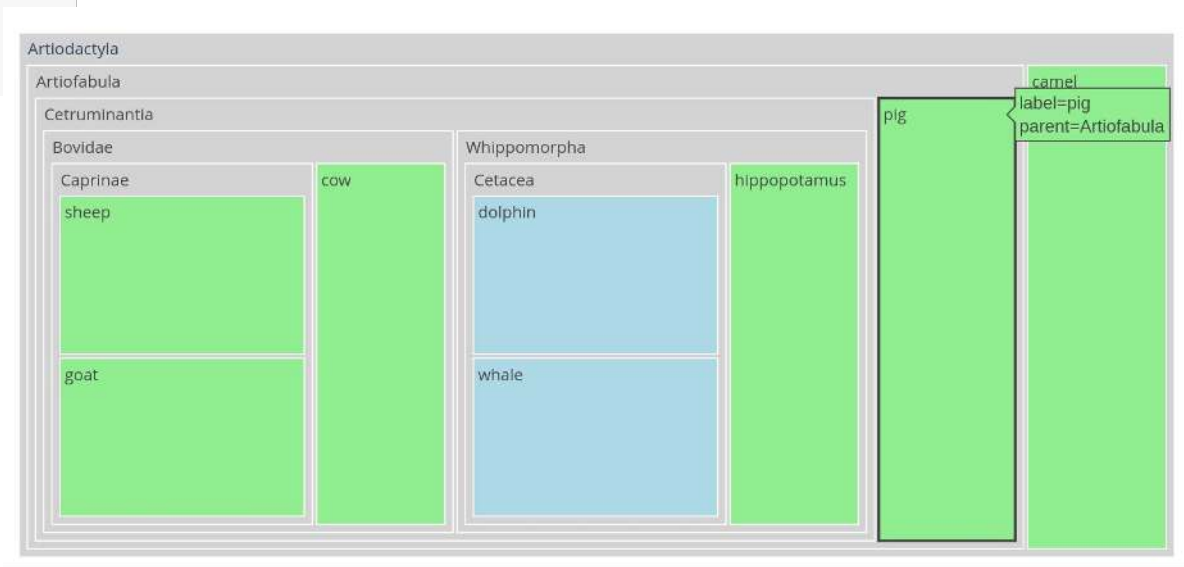 Artiodactyla
Artiofabula
camel
Cetruminantia
pig
label=pig
parent=Artiofabula
Bovidae
Whippomorpha
Caprinae
cow
Cetacea
hippopotamus
sheep
dolphin
goat
whale